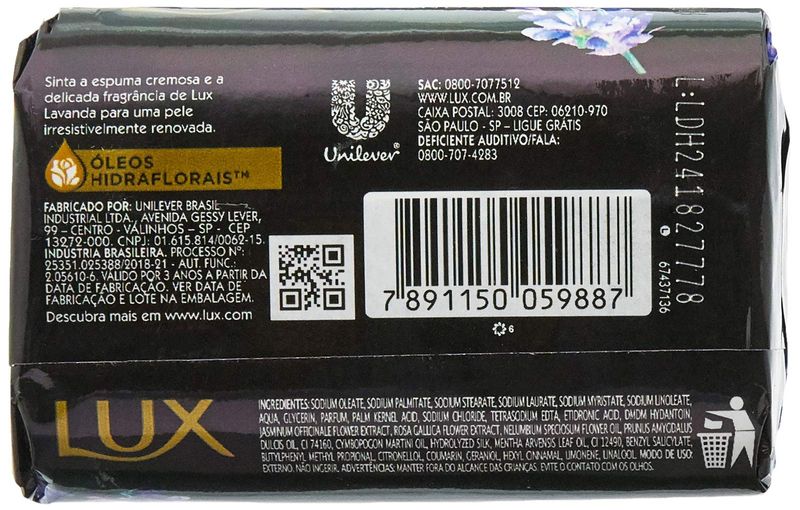 Sinta a espuma cremosa e a
delicada fragrância de Lux
Lavanda para uma pele
irresistivelmente renovada.
ÓLEOS
HIDRAFLORAIS™
FABRICADO POR: UNILEVER BRASIL
INDUSTRIAL LTDA., AVENIDA GESSY LEVER,
99 – CENTRO - VALINHOS – SP - CEP
13272-000. CNPJ: 01.615.814/0062-15.
INDÚSTRIA BRASILEIRA. PROCESSO Nº:
25351.025388/2018-21 - AUT. FUNC.:
2.05610-6. VÁLIDO POR 3 ANOS A PARTIR DA
DATA DE FABRICAÇÃO. VER DATA DE
FABRICAÇÃO E LOTE NA EMBALAGEM.
Descubra mais em www.lux.com
Unilever
SAC: 0800-7077512
WWW.LUX.COM.BR
CAIXA POSTAL: 3008 CEP: 06210-970
SÃO PAULO - SP – LIGUE GRÁTIS
DEFICIENTE AUDITIVO/FALA:
0800-707-4283
7 891150 059887
6
L
67437136
L:LDH241827778
LUX
INGREDIENTES: SODIUM OLEATE, SODIUM PALMITATE, SODIUM STEARATE, SODIUM LAURATE, SODIUM MYRISTATE, SODIUM LINOLEATE,
AQUA, GLYCERIN, PARFUM, PALM KERNEL ACID, SODIUM CHLORIDE, TETRASODIUM EDTA, ETIDRONIC ACID, DMDM HYDANTOIN,
JASMINUM OFFICINALE FLOWER EXTRACT, ROSA GALLICA FLOWER EXTRACT, NELUMBIUM SPECIOSUM FLOWER OIL, PRUNUS AMYGDALUS
DULCIS OIL, CI 74160, CYMBOPOGON MARTINI OIL, HYDROLYZED SILK, MENTHA ARVENSIS LEAF OIL, CI 12490, BENZYL SALICYLATE,
BUTYLPHENYL METHYL PROPIONAL, CITRONELLOL, COUMARIN, GERANIOL, HEXYL CINNAMAL, LIMONENE, LINALOOL. MODO DE USO:
EXTERNO. NÃO INGERIR. ADVERTÊNCIAS: MANTER FORA DO ALCANCE DAS CRIANÇAS. EVITE O CONTATO COM OS OLHOS.